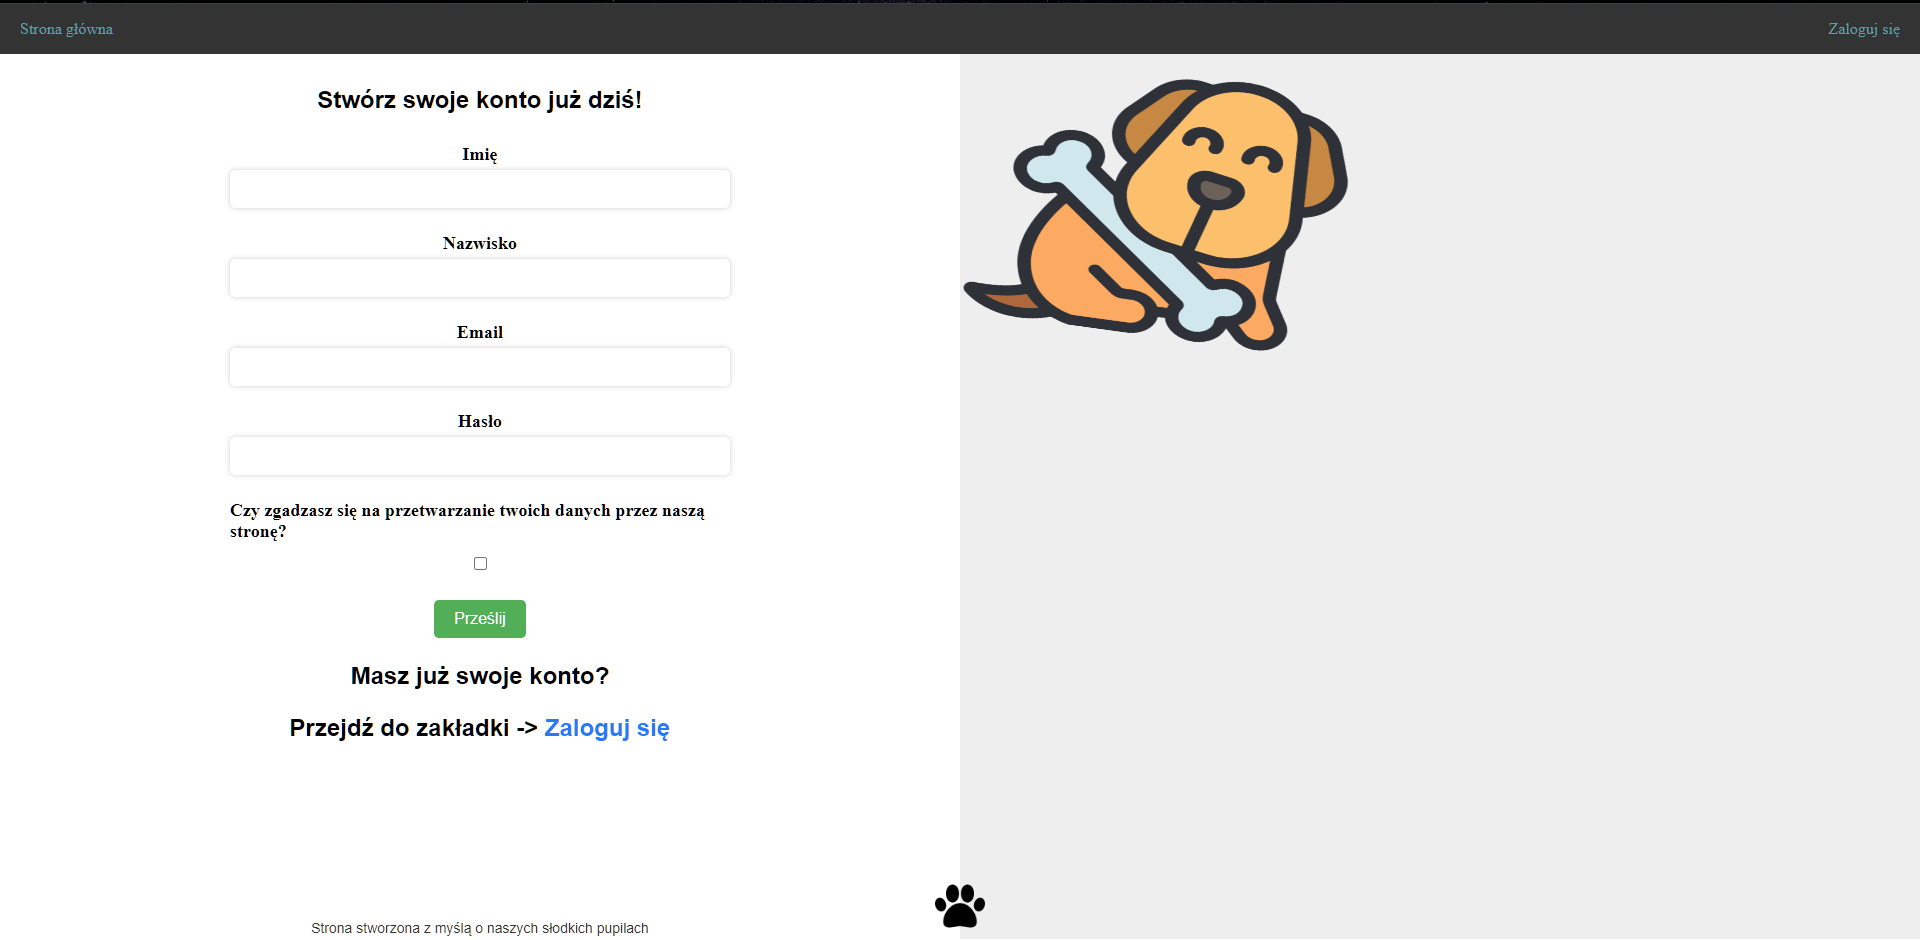 Strona główna
Zaloguj się
Stwórz swoje konto już dziś!
Imię
Nazwisko
Email
Hasło
Czy zgadzasz się na przetwarzanie twoich danych przez naszą
stronę?
Prześlij
Masz już swoje konto?
Przejdź do zakładki -> Zaloguj się
Strona stworzona z myślą o naszych słodkich pupilach